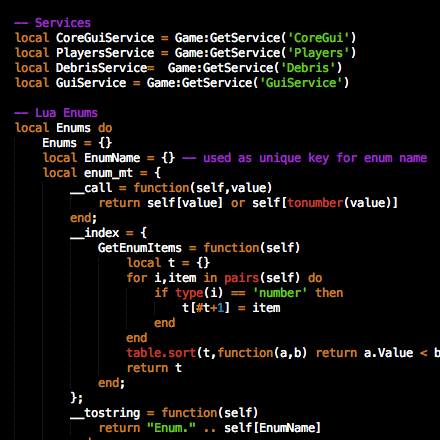 -- Services
local CoreGuiService = Game:GetService('CoreGui')
local PlayersService = Game:GetService('Players')
local DebrisService=  Game:GetService('Debris')
local GuiService = Game:GetService('GuiService')

-- Lua Enums
local Enums do
    Enums = {}
    local EnumName = {} -- used as unique key for enum name
    local enum_mt = {
        __call = function(self,value)
            return self[value] or self[tonumber(value)]
        end;
        __index = {
            GetEnumItems = function(self)
                local t = {}
                for i,item in pairs(self) do
                    if type(i) == 'number' then
                        t[#t+1] = item
                    end
                end
                table.sort(t,function(a,b) return a.Value < b
                return t
            end;
        };
        __tostring = function(self)
            return "Enum." .. self[EnumName]